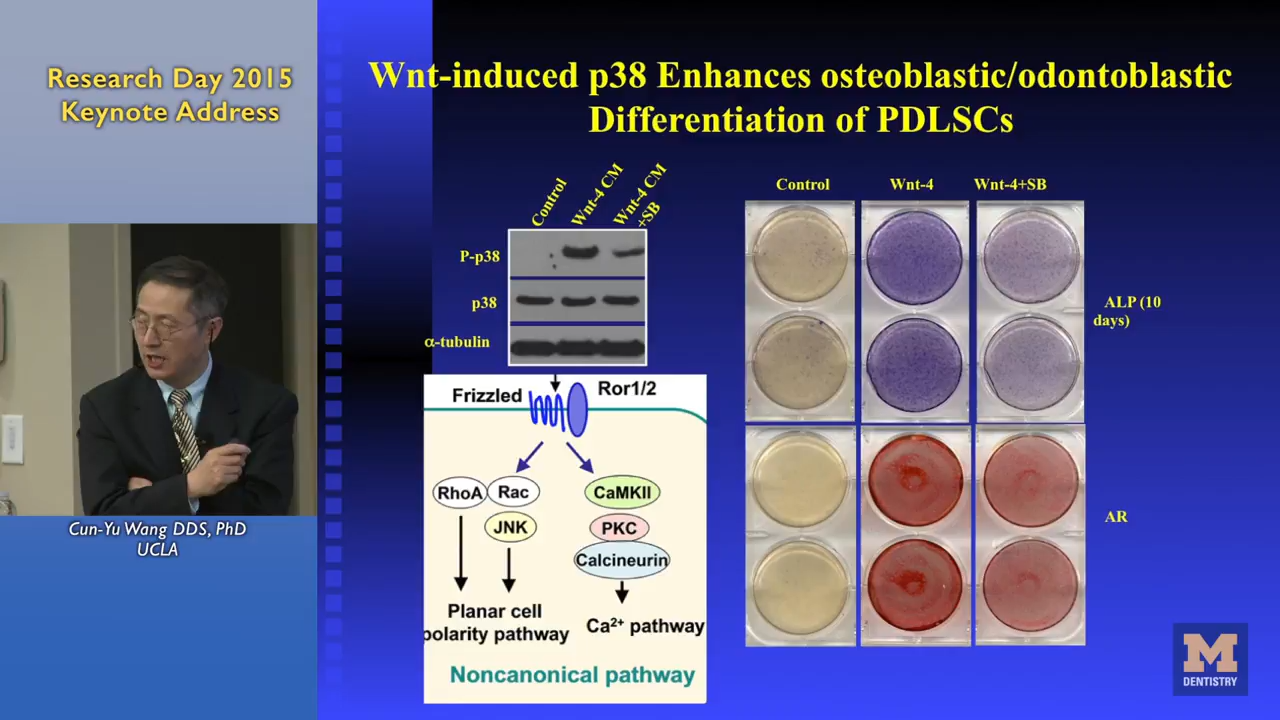 Research Day 2015
Keynote Address
Cun-Yu Wang DDS, PhD
UCLA
Wnt-induced p38 Enhances osteoblastic/odontoblastic
Differentiation of PDLSCs
Control
Wnt-4 CM
Wnt-4 CM
+SB
P-p38
p38
α-tubulin
Frizzled
Ror1/2
RhoA
Rac
CaMKII
JNK
PKC
Calcineurin
Planar cell
polarity pathway
Ca²⁺ pathway
Noncanonical pathway
Control
Wnt-4
Wnt-4+SB
ALP (10
days)
AR
M
DENTISTRY